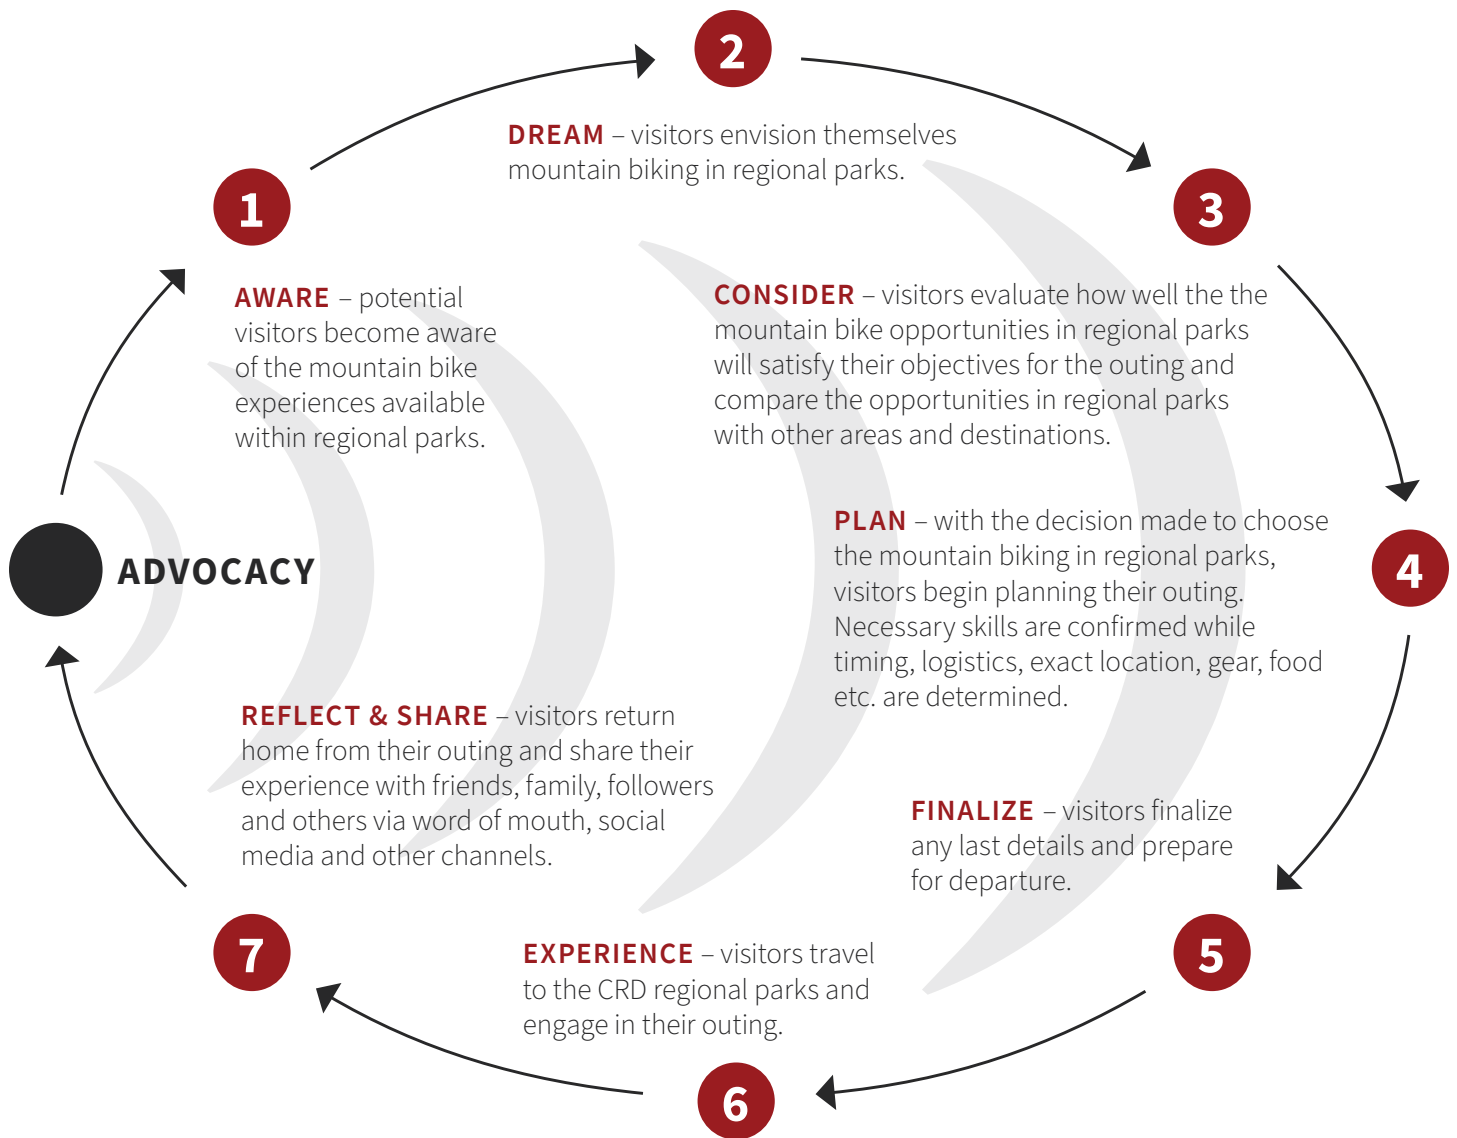 2
DREAM – visitors envision themselves
mountain biking in regional parks.
1
AWARE – potential
visitors become aware
of the mountain bike
experiences available
within regional parks.
3
CONSIDER – visitors evaluate how well the the
mountain bike opportunities in regional parks
will satisfy their objectives for the outing and
compare the opportunities in regional parks
with other areas and destinations.
4
PLAN – with the decision made to choose
the mountain biking in regional parks,
visitors begin planning their outing.
Necessary skills are confirmed while
timing, logistics, exact location, gear, food
etc. are determined.
ADVOCACY
REFLECT & SHARE – visitors return
home from their outing and share their
experience with friends, family, followers
and others via word of mouth, social
media and other channels.
7
FINALIZE – visitors finalize
any last details and prepare
for departure.
5
EXPERIENCE – visitors travel
to the CRD regional parks and
engage in their outing.
6